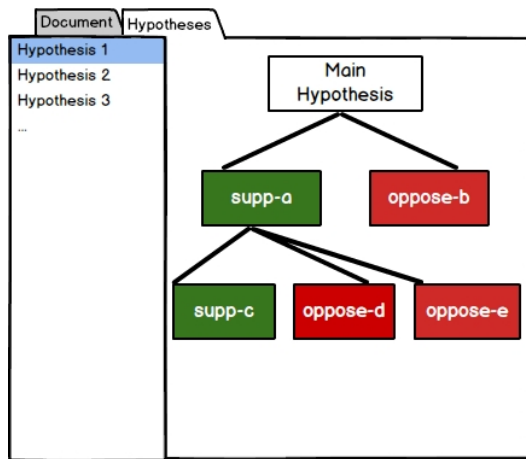 Document
Hypotheses
Hypothesis 1
Hypothesis 2
Hypothesis 3
...
Main
Hypothesis
supp-a
oppose-b
supp-c
oppose-d
oppose-e